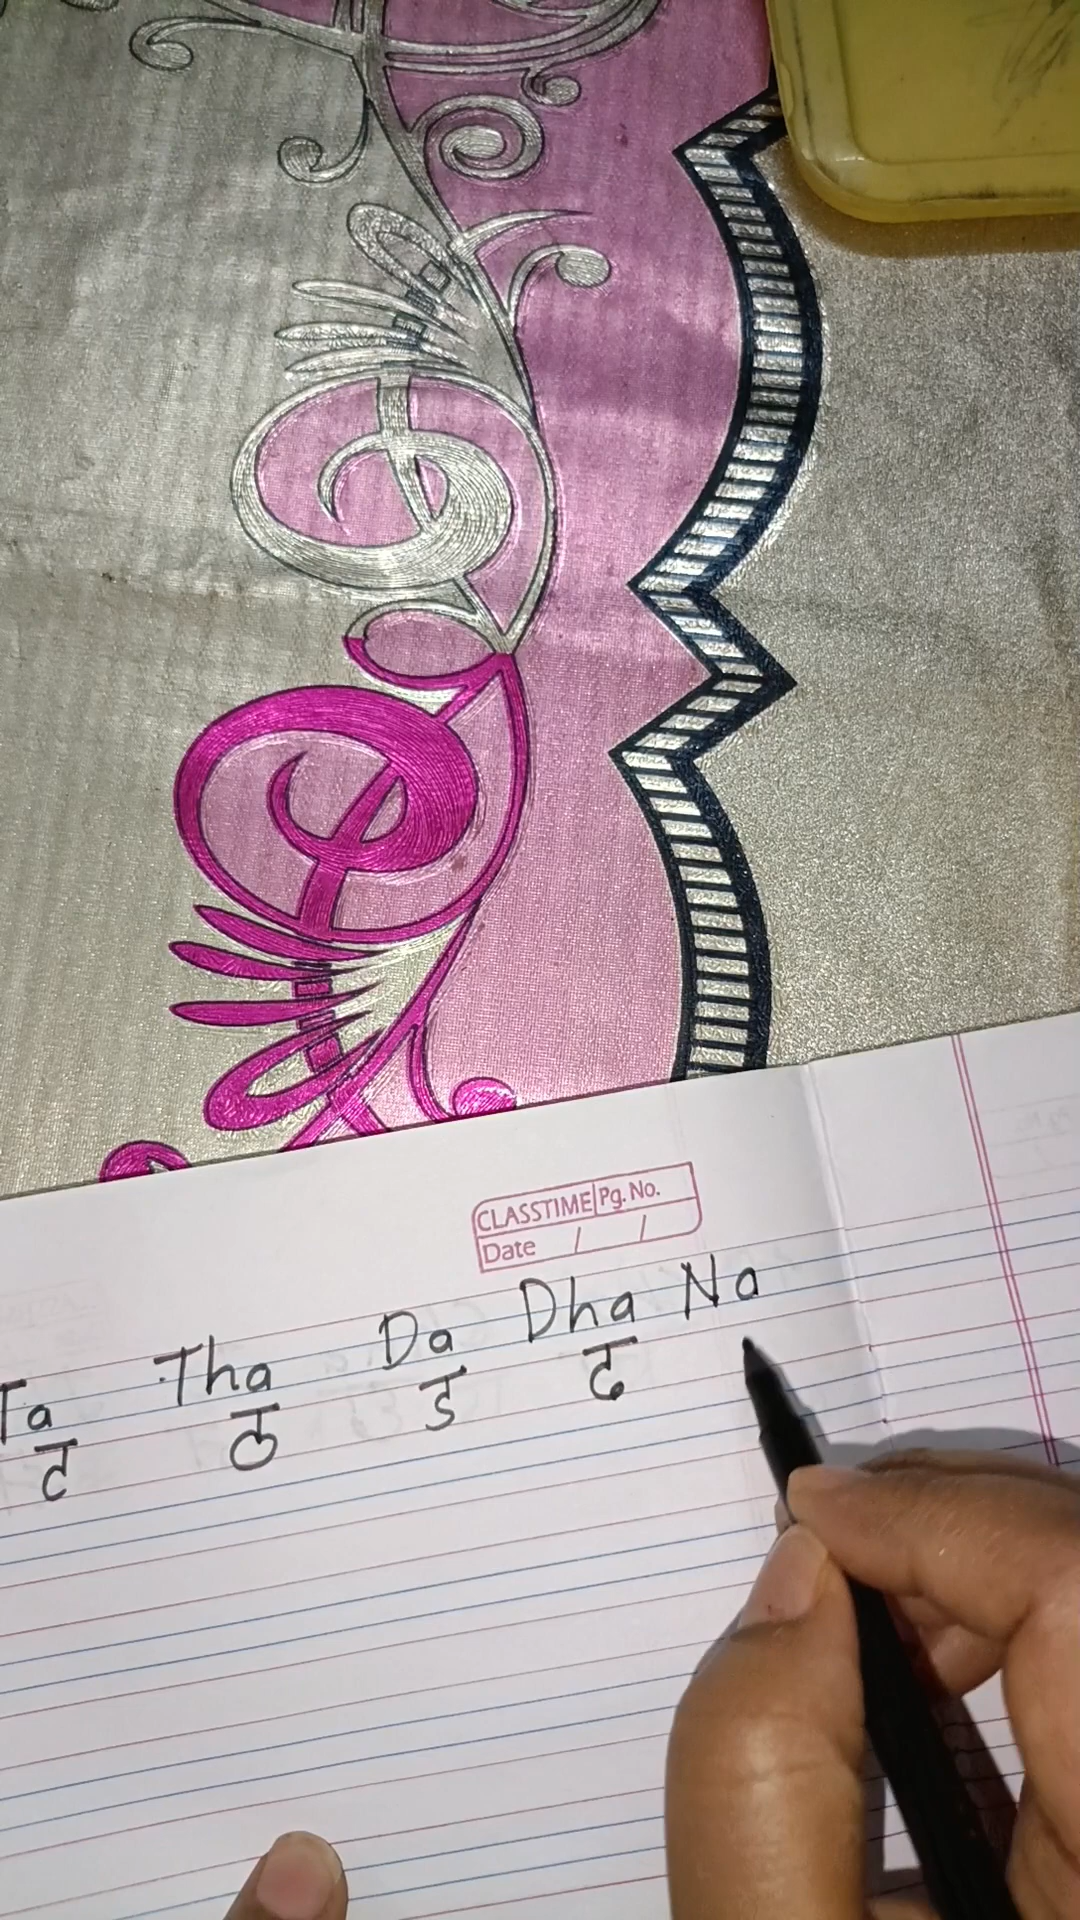 CLASSTIME Pg. No.
Date / /
Ta Tha Da Dha Na
ट ठ ड ढ